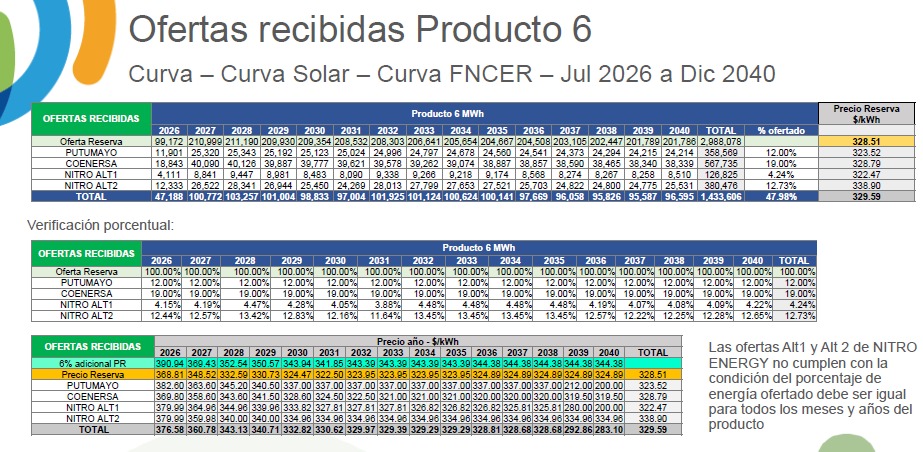 Ofertas recibidas Producto 6
Curva – Curva Solar – Curva FNCER – Jul 2026 a Dic 2040
OFERTAS RECIBIDAS Producto 6 MWh Precio Reserva $/kWh
2026 2027 2028 2029 2030 2031 2032 2033 2034 2035 2036 2037 2038 2039 2040 TOTAL % ofertado
Oferta Reserva 99,172 210,999 211,190 209,930 209,354 208,532 208,303 206,641 205,654 204,667 204,508 203,105 202,447 201,789 201,786 2,988,078 328.51
PUTUMAYO 11,901 25,320 25,343 25,192 25,123 25,024 24,996 24,797 24,678 24,560 24,541 24,373 24,294 24,215 24,214 358,569 12.00% 323.52
COENERSA 18,843 40,090 40,126 39,887 39,777 39,621 39,578 39,262 39,074 38,887 38,857 38,590 38,465 38,340 38,339 567,735 19.00% 328.79
NITRO ALT1 4,111 8,841 9,447 8,981 8,483 8,090 9,338 9,266 9,218 9,174 8,568 8,274 8,267 8,258 8,510 126,825 4.24% 322.47
NITRO ALT2 12,333 26,522 28,341 26,944 25,450 24,269 28,013 27,799 27,653 27,521 25,703 24,822 24,800 24,775 25,531 380,476 12.73% 338.90
TOTAL 47,188 100,772 103,257 101,004 98,833 97,004 101,925 101,124 100,624 100,141 97,669 96,058 95,826 95,587 96,595 1,433,606 47.98% 329.59
Verificación porcentual:
OFERTAS RECIBIDAS Producto 6 MWh
2026 2027 2028 2029 2030 2031 2032 2033 2034 2035 2036 2037 2038 2039 2040 TOTAL
Oferta Reserva 100.00% 100.00% 100.00% 100.00% 100.00% 100.00% 100.00% 100.00% 100.00% 100.00% 100.00% 100.00% 100.00% 100.00% 100.00% 100.00%
PUTUMAYO 12.00% 12.00% 12.00% 12.00% 12.00% 12.00% 12.00% 12.00% 12.00% 12.00% 12.00% 12.00% 12.00% 12.00% 12.00% 12.00%
COENERSA 19.00% 19.00% 19.00% 19.00% 19.00% 19.00% 19.00% 19.00% 19.00% 19.00% 19.00% 19.00% 19.00% 19.00% 19.00% 19.00%
NITRO ALT1 4.15% 4.19% 4.47% 4.28% 4.05% 3.88% 4.48% 4.48% 4.48% 4.48% 4.19% 4.07% 4.08% 4.09% 4.22% 4.24%
NITRO ALT2 12.44% 12.57% 13.42% 12.83% 12.16% 11.64% 13.45% 13.45% 13.45% 13.45% 12.57% 12.22% 12.25% 12.28% 12.65% 12.73%
OFERTAS RECIBIDAS Precio año - $/kWh
2026 2027 2028 2029 2030 2031 2032 2033 2034 2035 2036 2037 2038 2039 2040 TOTAL
6% adicional PR 390.94 369.43 352.54 350.57 343.94 341.85 343.39 343.39 343.39 343.39 344.38 344.38 344.38 344.38 344.38
Precio Reserva 368.81 348.52 332.59 330.73 324.47 322.50 323.95 323.95 323.95 323.95 324.89 324.89 324.89 324.89 324.89 328.51
PUTUMAYO 382.60 363.60 345.20 340.50 337.00 337.00 337.00 337.00 337.00 337.00 337.00 337.00 337.00 212.00 200.00 323.52
COENERSA 369.80 358.60 343.60 341.50 328.60 324.50 322.00 321.00 321.00 321.00 320.00 320.00 320.00 319.50 319.50 328.79
NITRO ALT1 379.99 364.96 344.96 339.96 333.82 331.82 327.81 327.81 327.81 326.82 326.82 326.82 325.81 280.00 200.00 322.47
NITRO ALT2 379.99 359.98 340.00 340.00 334.96 334.96 334.96 334.96 334.96 334.96 334.96 334.96 334.96 334.96 334.96 338.90
TOTAL 376.58 360.78 343.13 340.71 332.82 330.62 329.97 329.39 329.29 329.29 328.81 328.68 328.68 292.86 283.10 329.59
Las ofertas Alt1 y Alt 2 de NITRO
ENERGY no cumplen con la
condición del porcentaje de
energía ofertado debe ser igual
para todos los meses y años del
producto